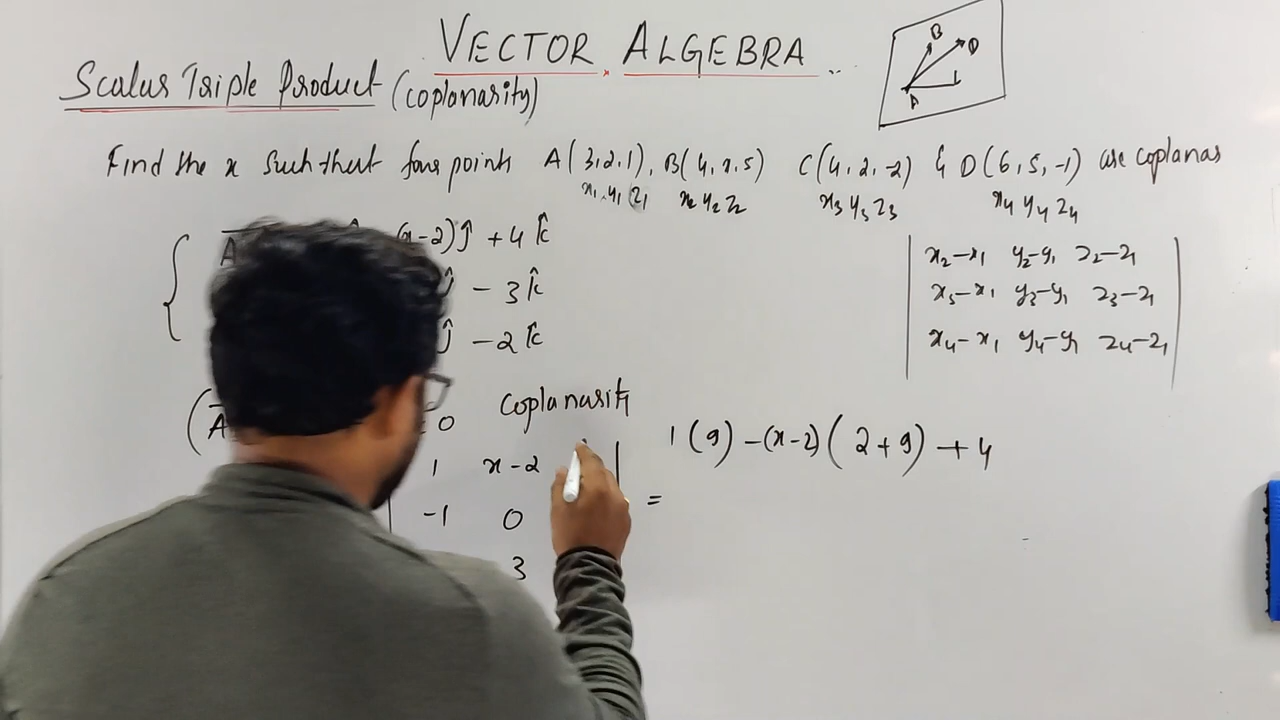 VECTOR ALGEBRA ..
Scalar Triple Product (coplanarity)
B
D
A
Find the x such that four points A(3,2,1), B(4,x,5) C(4,2,-2) & D(6,5,-1) are coplanar
x1 y1 z1 x2 y2 z2 x3 y3 z3 x4 y4 z4
(x-2)ĵ + 4k̂
ĵ - 3k̂
ĵ - 2k̂
x2-x1 y2-y1 z2-z1
x3-x1 y3-y1 z3-z1
x4-x1 y4-y1 z4-z1
0 Coplanarit
1 x-2
-1 0
3
= 1(9) -(x-2)(2+9) + 4